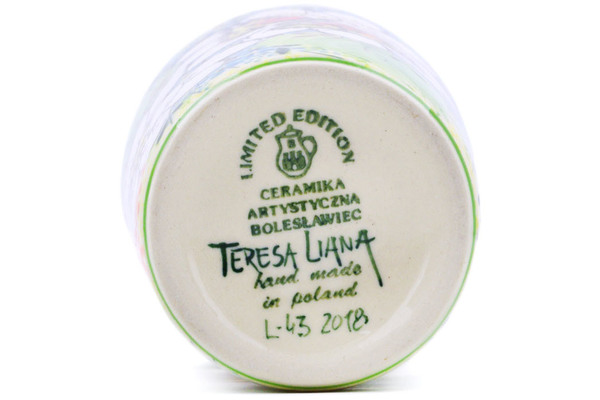 LIMITED EDITION
CERAMIKA
ARTYSTYCZNA
BOLESŁAWIEC
TERESA LIANA
hand made
in poland
L-43 2018